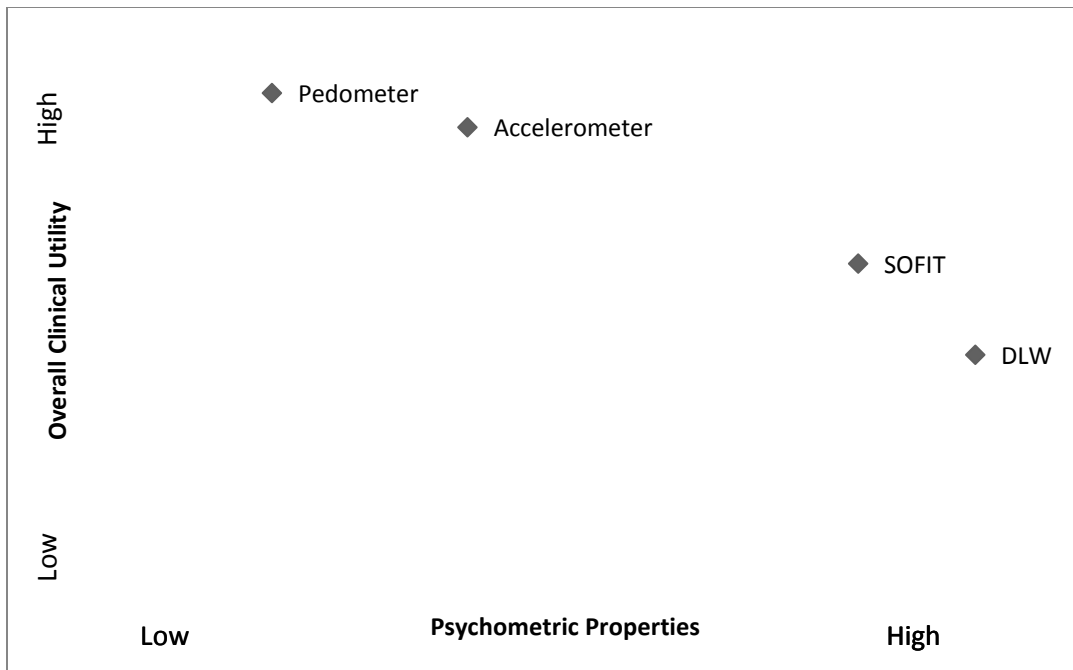 High
Pedometer
Accelerometer
Overall Clinical Utility
SOFIT
DLW
Low
Low
Psychometric Properties
High